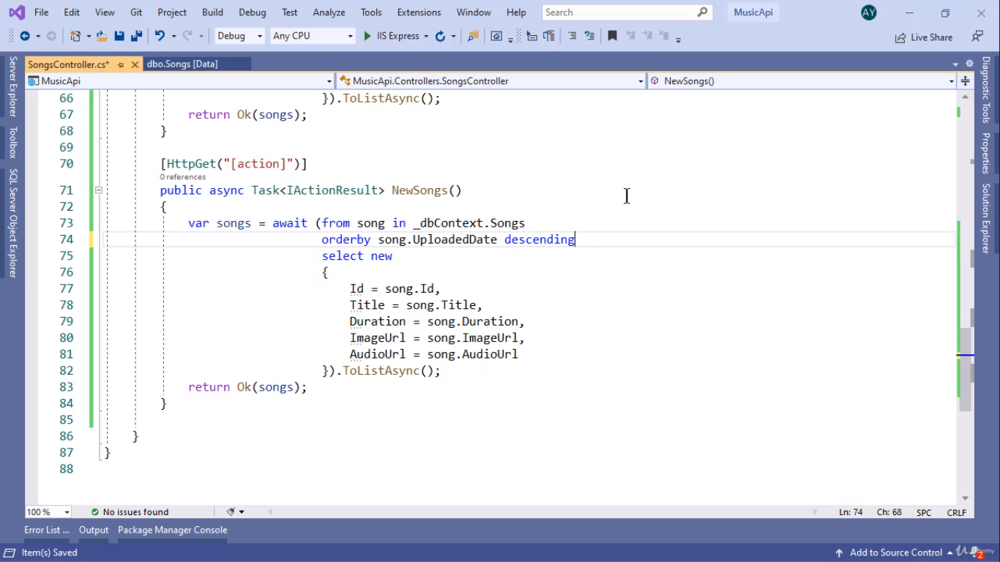 File Edit View Git Project Build Debug Test Analyze Tools Extensions Window Help Search MusicApi AY
Debug Any CPU IIS Express Live Share
SongsController.cs* dbo.Songs [Data]
MusicApi MusicApi.Controllers.SongsController NewSongs()
Server Explorer
Toolbox
SQL Server Object Explorer
66 }).ToListAsync();
67 return Ok(songs);
68 }
69
70 [HttpGet("[action]")]
0 references
71 public async Task<IActionResult> NewSongs()
72 {
73 var songs = await (from song in _dbContext.Songs
74 orderby song.UploadedDate descending
75 select new
76 {
77 Id = song.Id,
78 Title = song.Title,
79 Duration = song.Duration,
80 ImageUrl = song.ImageUrl,
81 AudioUrl = song.AudioUrl
82 }).ToListAsync();
83 return Ok(songs);
84 }
85
86 }
87 }
88
Diagnostic Tools
Properties
Solution Explorer
100 % No issues found Ln: 74 Ch: 68 SPC CRLF
Error List ... Output Package Manager Console
Item(s) Saved Add to Source Control 2